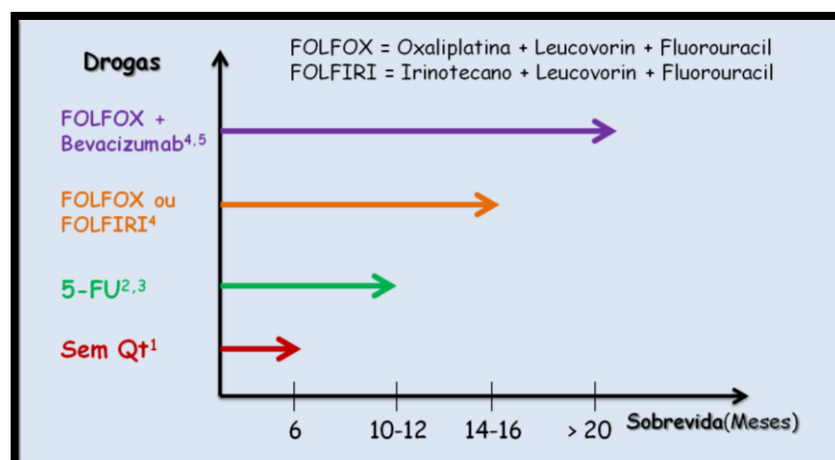 Drogas
FOLFOX = Oxaliplatina + Leucovorin + Fluorouracil
FOLFIRI = Irinotecano + Leucovorin + Fluorouracil
FOLFOX +
Bevacizumab4,5
FOLFOX ou
FOLFIRI4
5-FU2,3
Sem Qt1
6
10-12
14-16
> 20
Sobrevida(Meses)